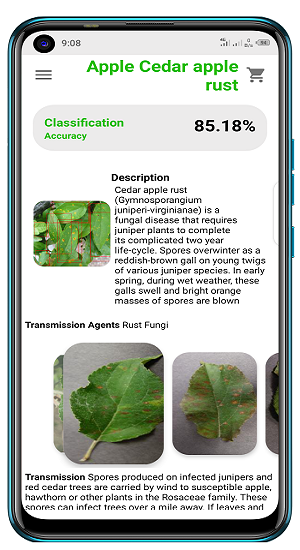 9:08
Apple Cedar apple
rust
Classification
Accuracy
85.18%
Description
Cedar apple rust
(Gymnosporangium
juniperi-virginianae) is a
fungal disease that requires
juniper plants to complete
its complicated two year
life-cycle. Spores overwinter as a
reddish-brown gall on young twigs
of various juniper species. In early
spring, during wet weather, these
galls swell and bright orange
masses of spores are blown
Transmission Agents Rust Fungi
Transmission Spores produced on infected junipers and
red cedar trees are carried by wind to susceptible apple,
hawthorn or other plants in the Rosaceae family. These
spores can infect trees over a mile away. If leaves and